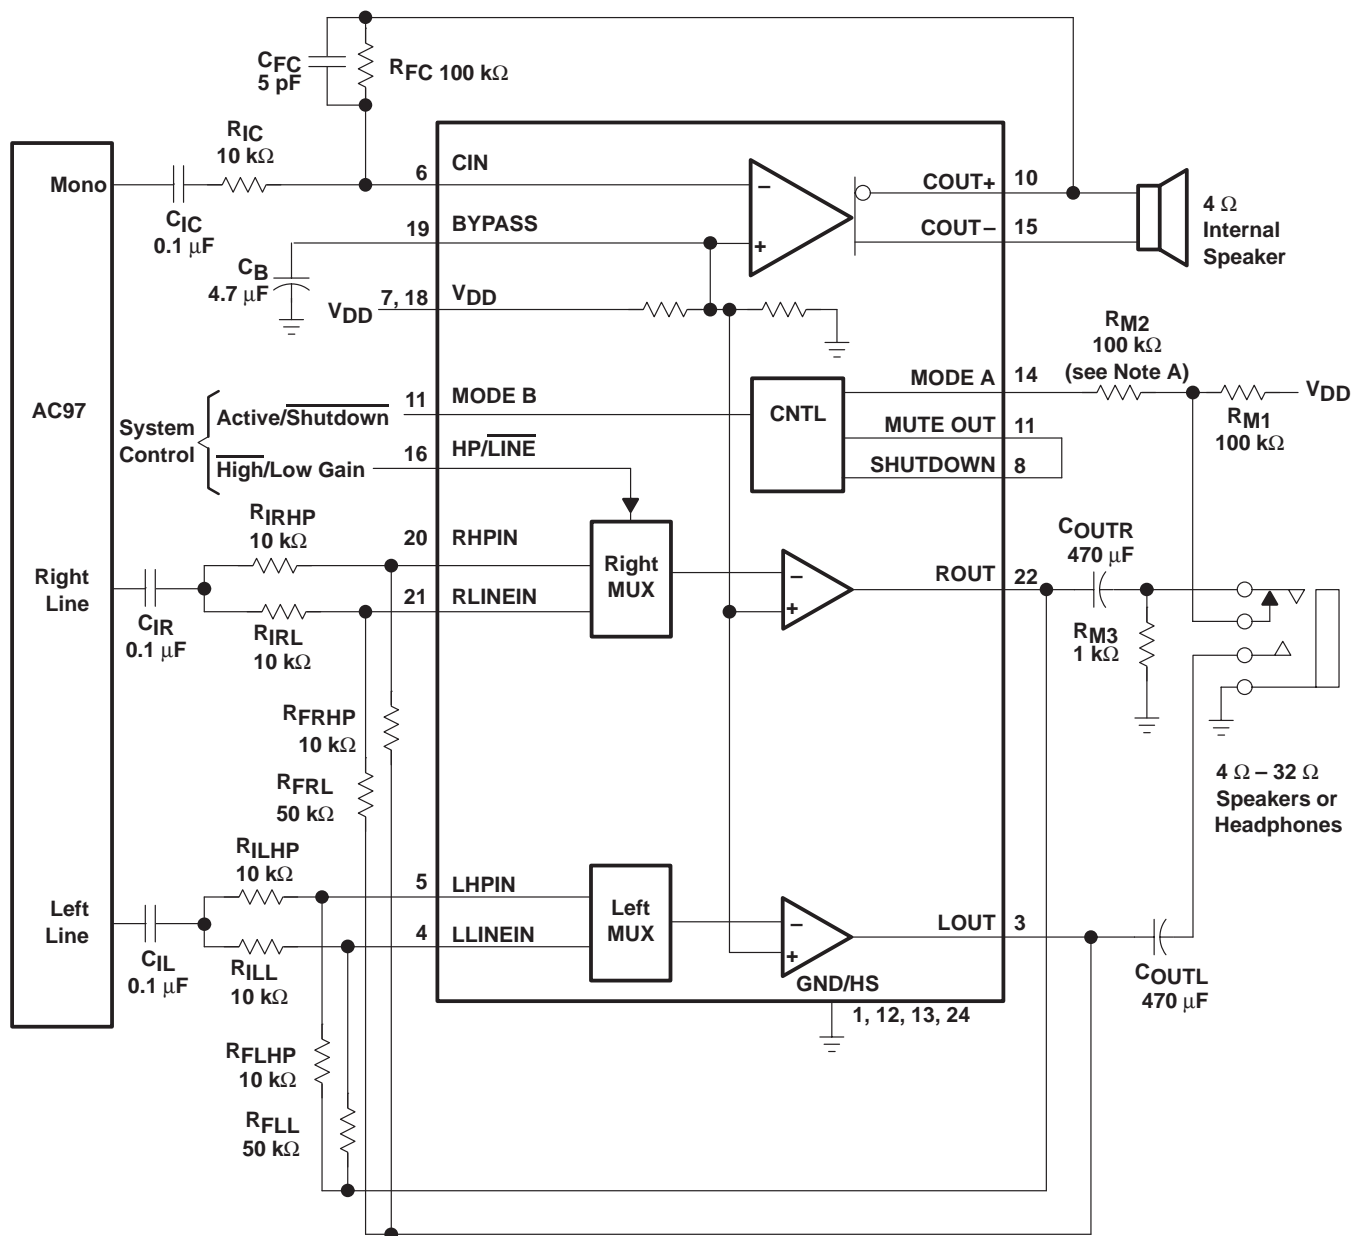 CFC
5 pF
RFC 100 kΩ
RIC
10 kΩ
Mono
CIC
0.1 μF
6
CIN
−
+
COUT+
10
COUT−
15
4 Ω
Internal
Speaker
19
BYPASS
CB
4.7 μF
VDD
7, 18
VDD
RM2
100 kΩ
(see Note A)
VDD
RM1
100 kΩ
AC97
System
Control
Active/Shutdown
High/Low Gain
11
MODE B
16
HP/LINE
CNTL
MODE A
14
MUTE OUT
11
SHUTDOWN
8
RIRHP
10 kΩ
20
RHPIN
Right
MUX
Right
Line
CIR
0.1 μF
RIRL
10 kΩ
21
RLINEIN
−
+
ROUT
22
COUTR
470 μF
RM3
1 kΩ
RFRHP
10 kΩ
RFRL
50 kΩ
4 Ω – 32 Ω
Speakers or
Headphones
RILHP
10 kΩ
5
LHPIN
Left
MUX
Left
Line
CIL
0.1 μF
RILL
10 kΩ
4
LLINEIN
−
+
LOUT
3
COUTL
470 μF
GND/HS
1, 12, 13, 24
RFLHP
10 kΩ
RFLL
50 kΩ